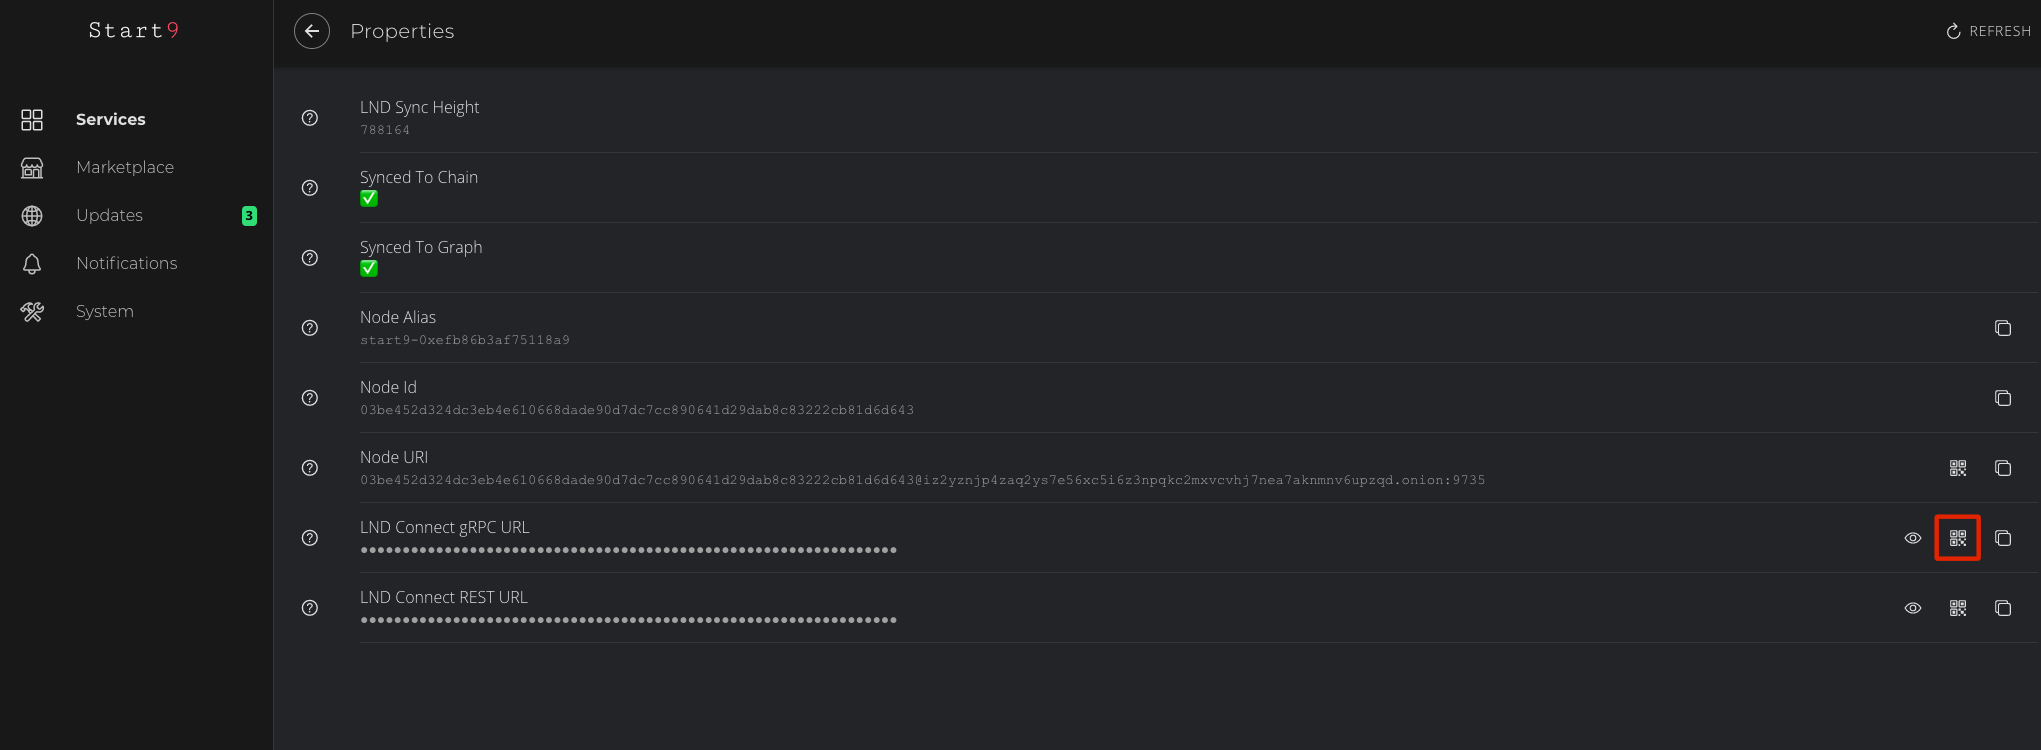 Start9
Properties
REFRESH
Services
Marketplace
Updates
3
Notifications
System
LND Sync Height
788164
Synced To Chain
Synced To Graph
Node Alias
start9-0xefb86b3af75118a9
Node Id
03be452d324dc3eb4e610668dade90d7dc7cc890641d29dab8c83222cb81d6d643
Node URI
03be452d324dc3eb4e610668dade90d7dc7cc890641d29dab8c83222cb81d6d643@iz2yznjp4zaq2ys7e56xc5i6z3npqkc2mxvcvhj7nea7aknmnv6upzqd.onion:9735
LND Connect gRPC URL
LND Connect REST URL